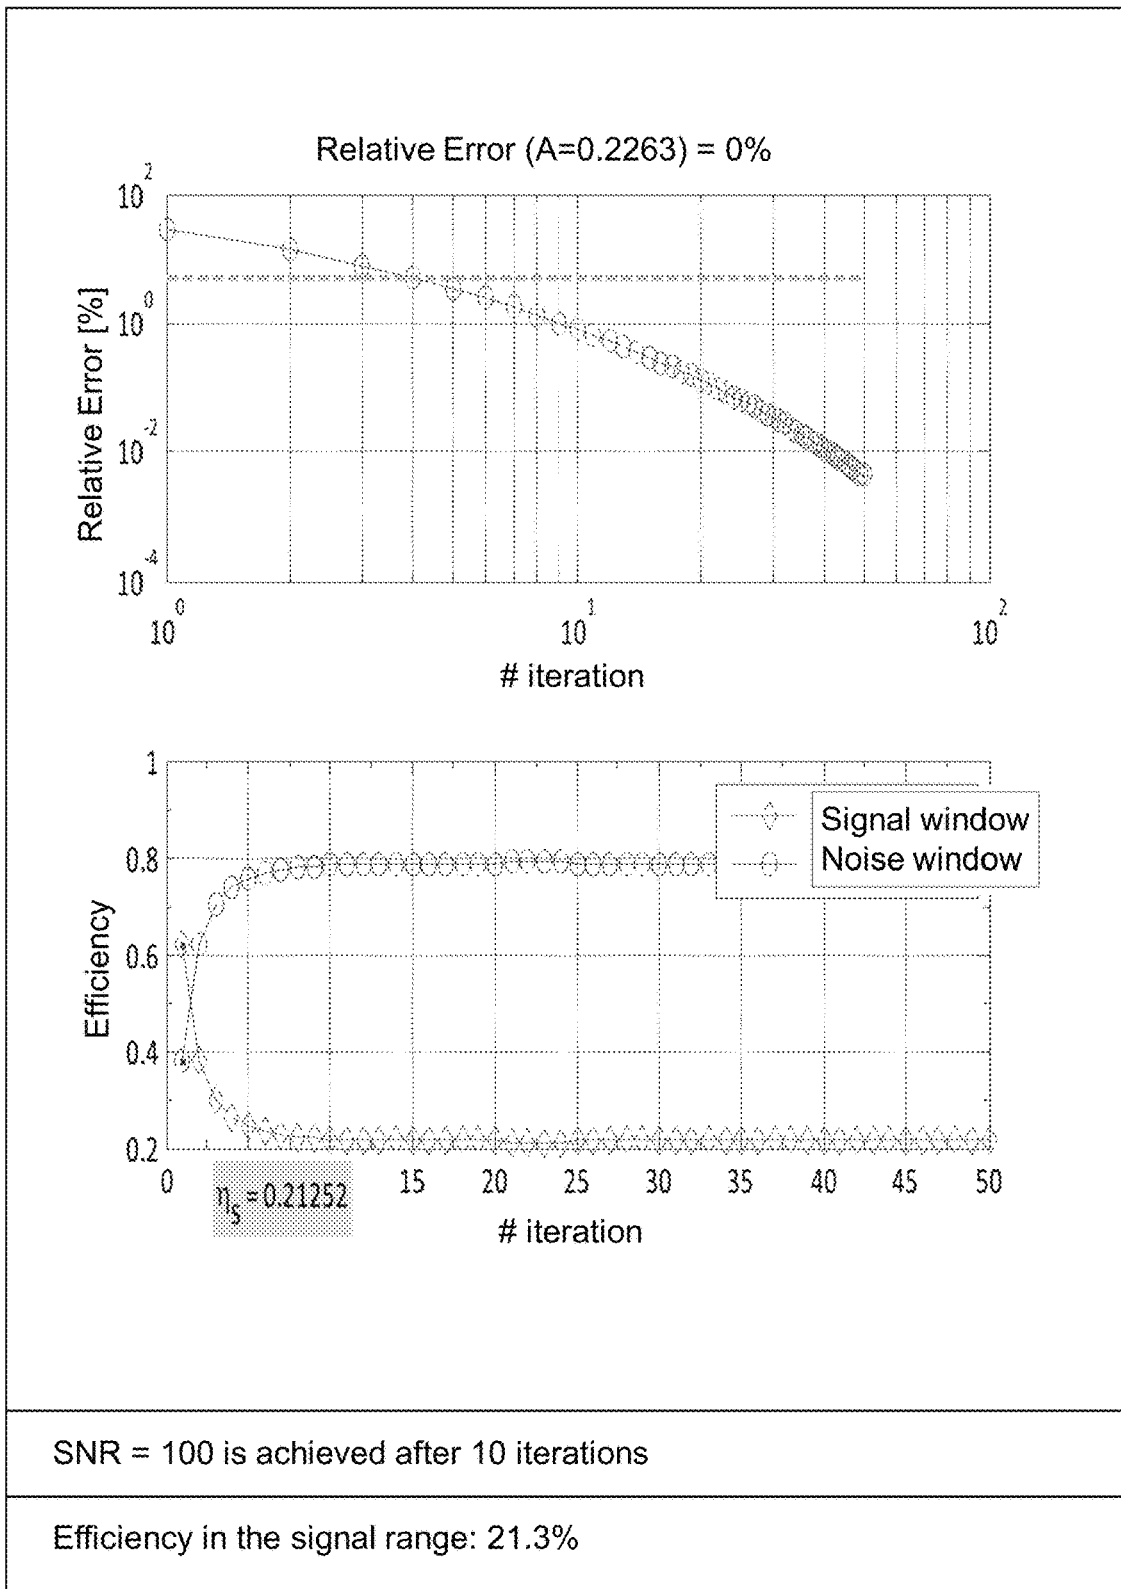 Relative Error (A=0.2263) = 0%
10^2
10^0
10^-2
10^-4
Relative Error [%]
10^0 10^1 10^2
# iteration
1
0.8
0.6
0.4
0.2
Efficiency
Signal window
Noise window
0 15 20 25 30 35 40 45 50
η_S = 0.21252
# iteration
SNR = 100 is achieved after 10 iterations
Efficiency in the signal range: 21.3%